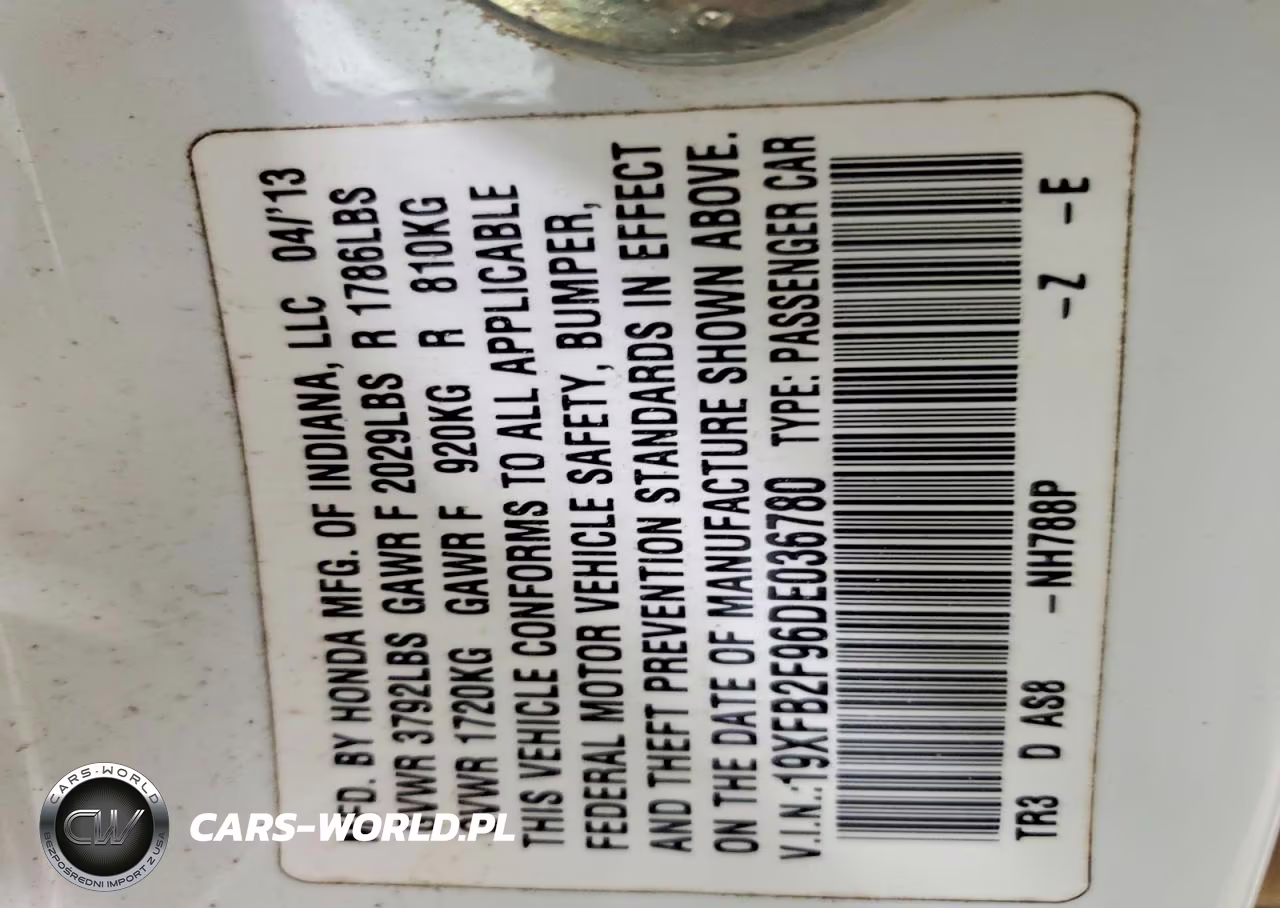 MFD. BY HONDA MFG. OF INDIANA, LLC 04/'13
GVWR 3792LBS GAWR F 2029LBS R 1786LBS
GVWR 1720KG GAWR F 920KG R 810KG
THIS VEHICLE CONFORMS TO ALL APPLICABLE
FEDERAL MOTOR VEHICLE SAFETY, BUMPER,
AND THEFT PREVENTION STANDARDS IN EFFECT
ON THE DATE OF MANUFACTURE SHOWN ABOVE.
V.I.N.:19XFB2F96DE036780 TYPE: PASSENGER CAR
TR3 D AS8 -NH788P -Z -E
CARS-WORLD
CW
BEZPOŚREDNI IMPORT Z USA
CARS-WORLD.PL